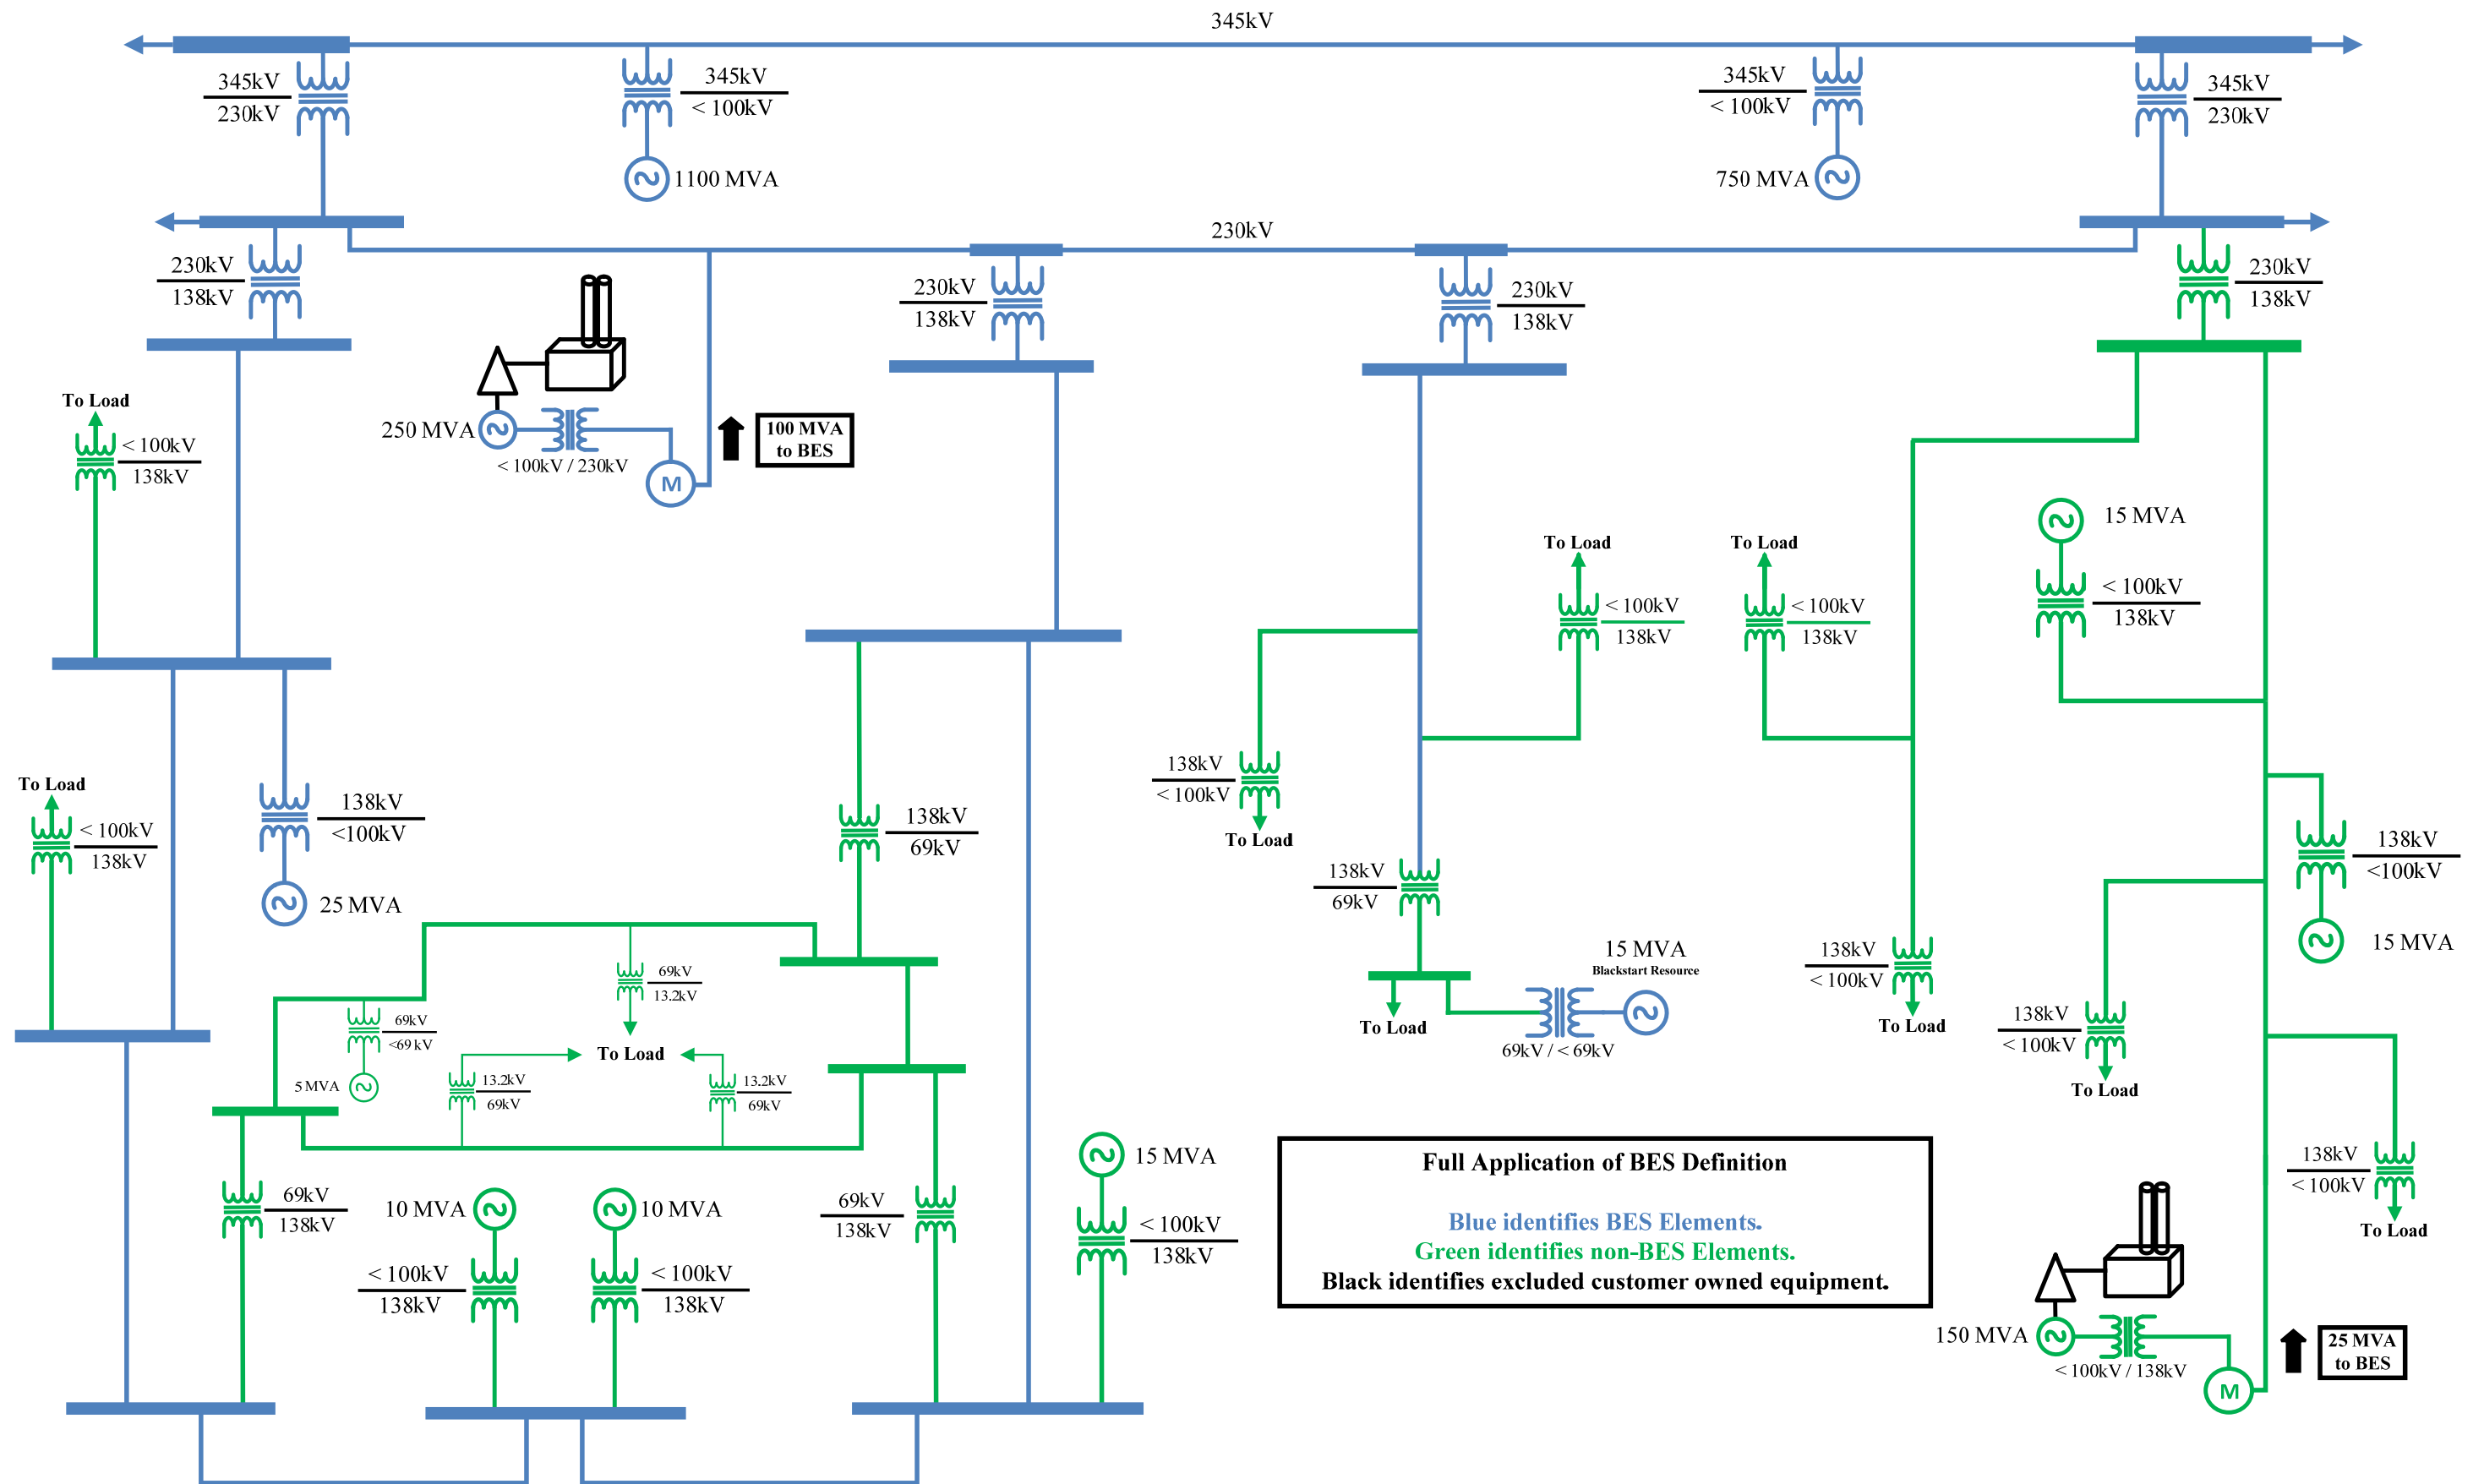 345kV
345kV
230kV
345kV
< 100kV
345kV
< 100kV
345kV
230kV
1100 MVA
750 MVA
230kV
230kV
138kV
230kV
138kV
230kV
138kV
230kV
138kV
To Load
< 100kV
138kV
250 MVA
< 100kV / 230kV
M
100 MVA
to BES
15 MVA
To Load
To Load
< 100kV
138kV
< 100kV
138kV
< 100kV
138kV
To Load
< 100kV
138kV
138kV
<100kV
25 MVA
138kV
69kV
138kV
< 100kV
To Load
138kV
69kV
138kV
<100kV
15 MVA
15 MVA
Blackstart Resource
138kV
< 100kV
To Load
To Load
69kV / < 69kV
69kV
13.2kV
69kV
<69 kV
5 MVA
To Load
13.2kV
69kV
13.2kV
69kV
138kV
< 100kV
To Load
15 MVA
138kV
< 100kV
To Load
69kV
138kV
10 MVA
10 MVA
69kV
138kV
< 100kV
138kV
< 100kV
138kV
< 100kV
138kV
Full Application of BES Definition
Blue identifies BES Elements.
Green identifies non-BES Elements.
Black identifies excluded customer owned equipment.
150 MVA
< 100kV / 138kV
M
25 MVA
to BES